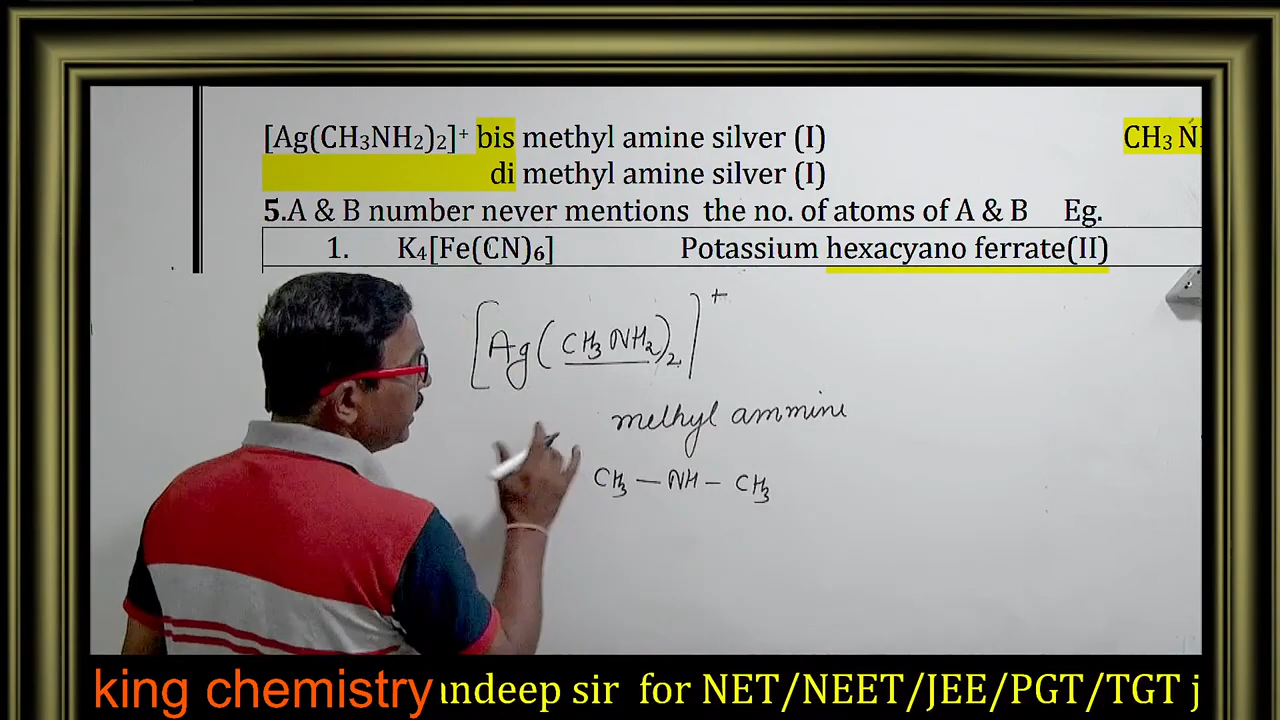 [Ag(CH₃NH₂)₂]⁺ bis methyl amine silver (I) CH₃
di methyl amine silver (I)
5.A & B number never mentions the no. of atoms of A & B Eg.
1. K₄[Fe(CN)₆] Potassium hexacyano ferrate(II)
[Ag(CH₃NH₂)₂]⁺
methyl ammine
CH₃ — NH — CH₃
king chemistry sir for NET/NEET/JEE/PGT/TGT